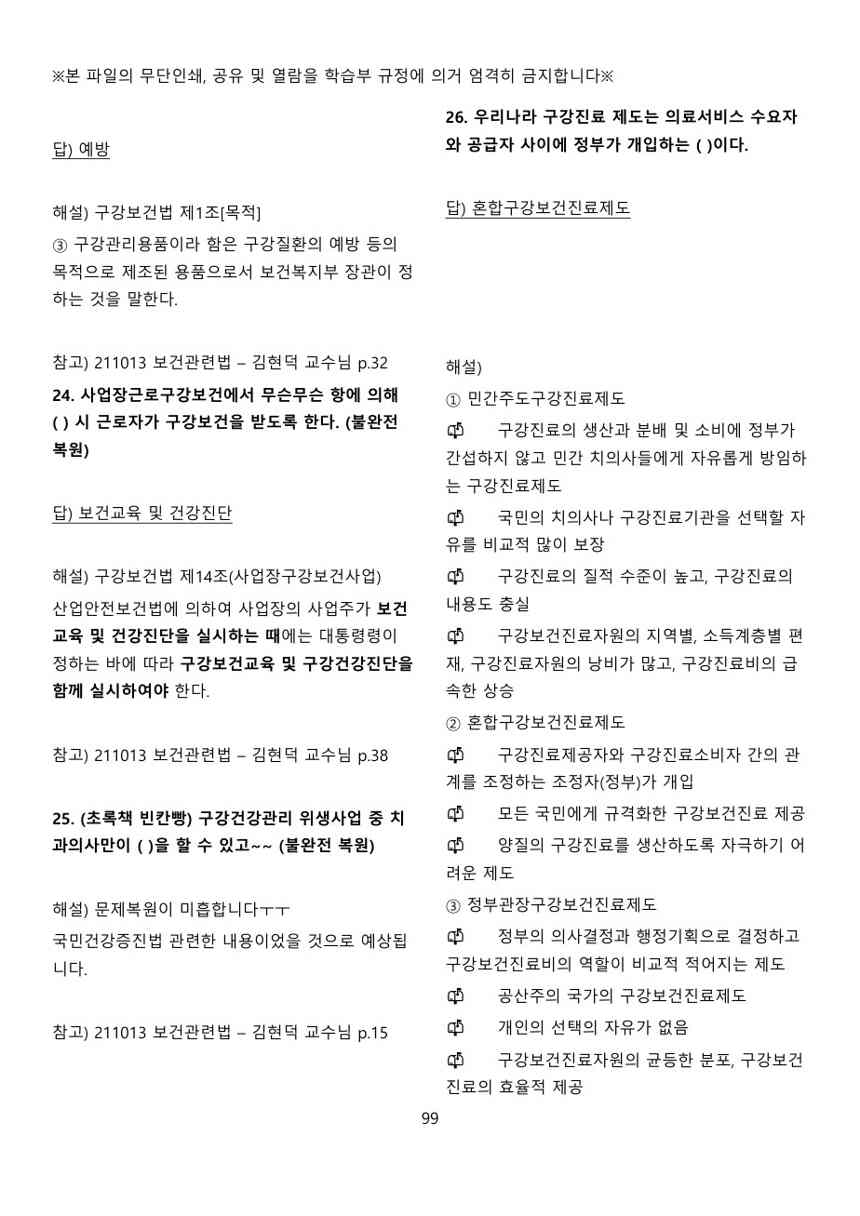 ※본 파일의 무단인쇄, 공유 및 열람을 학습부 규정에 의거 엄격히 금지합니다※
답) 예방
해설) 구강보건법 제1조[목적]
③ 구강관리용품이라 함은 구강질환의 예방 등의
목적으로 제조된 용품으로서 보건복지부 장관이 정
하는 것을 말한다.
참고) 211013 보건관련법 – 김현덕 교수님 p.32
24. 사업장근로구강보건에서 무슨무슨 항에 의해
( ) 시 근로자가 구강보건을 받도록 한다. (불완전
복원)
답) 보건교육 및 건강진단
해설) 구강보건법 제14조(사업장구강보건사업)
산업안전보건법에 의하여 사업장의 사업주가 보건
교육 및 건강진단을 실시하는 때에는 대통령령이
정하는 바에 따라 구강보건교육 및 구강건강진단을
함께 실시하여야 한다.
참고) 211013 보건관련법 – 김현덕 교수님 p.38
25. (초록책 빈칸빵) 구강건강관리 위생사업 중 치
과의사만이 ( )을 할 수 있고~~ (불완전 복원)
해설) 문제복원이 미흡합니다ㅜㅜ
국민건강증진법 관련한 내용이었을 것으로 예상됩
니다.
참고) 211013 보건관련법 – 김현덕 교수님 p.15
26. 우리나라 구강진료 제도는 의료서비스 수요자
와 공급자 사이에 정부가 개입하는 ( )이다.
답) 혼합구강보건진료제도
해설)
① 민간주도구강진료제도
구강진료의 생산과 분배 및 소비에 정부가
간섭하지 않고 민간 치의사들에게 자유롭게 방임하
는 구강진료제도
국민의 치의사나 구강진료기관을 선택할 자
유를 비교적 많이 보장
구강진료의 질적 수준이 높고, 구강진료의
내용도 충실
구강보건진료자원의 지역별, 소득계층별 편
재, 구강진료자원의 낭비가 많고, 구강진료비의 급
속한 상승
② 혼합구강보건진료제도
구강진료제공자와 구강진료소비자 간의 관
계를 조정하는 조정자(정부)가 개입
모든 국민에게 규격화한 구강보건진료 제공
양질의 구강진료를 생산하도록 자극하기 어
려운 제도
③ 정부관장구강보건진료제도
정부의 의사결정과 행정기획으로 결정하고
구강보건진료비의 역할이 비교적 적어지는 제도
공산주의 국가의 구강보건진료제도
개인의 선택의 자유가 없음
구강보건진료자원의 균등한 분포, 구강보건
진료의 효율적 제공
99